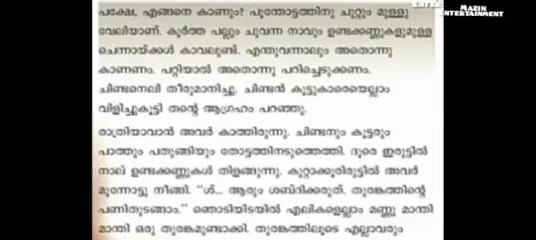 MAZIN
ENTERTAINMENT
പക്ഷേ, എങ്ങനെ കാണും? പൂന്തോട്ടത്തിനു ചുറ്റും മുള്ളു
വേലിയാണ്. കൂർത്ത പല്ലും ചുവന്ന നാവും ഉണ്ടക്കണ്ണുകളുമുള്ള
ചെന്നായ്ക്കൾ കാവലുണ്ട്. എന്തുവന്നാലും അതൊന്നു
കാണണം. പറ്റിയാൽ അതൊന്നു പറിച്ചെടുക്കണം.
ചിണ്ടനെലി തീരുമാനിച്ചു. ചിണ്ടൻ കൂട്ടുകാരെയെല്ലാം
വിളിച്ചുകൂട്ടി തന്റെ ആഗ്രഹം പറഞ്ഞു.
രാത്രിയാവാൻ അവർ കാത്തിരുന്നു. ചിണ്ടനും കൂട്ടരും
പാത്തും പതുങ്ങിയും തോട്ടത്തിനടുത്തെത്തി. ദൂരെ ഇരുട്ടിൽ
നാല് ഉണ്ടക്കണ്ണുകൾ തിളങ്ങുന്നു. കുറ്റാക്കൂരിരുട്ടിൽ അവർ
മുന്നോട്ടു നീങ്ങി. "ശ്... ആരും ശബ്ദിക്കരുത്. തുരങ്കത്തിന്റെ
പണിതുടങ്ങാം." ഞൊടിയിടയിൽ എലികളെല്ലാം മണ്ണു മാന്തി
മാന്തി ഒരു തുരങ്കമുണ്ടാക്കി. തുരങ്കത്തിലൂടെ എല്ലാവരും